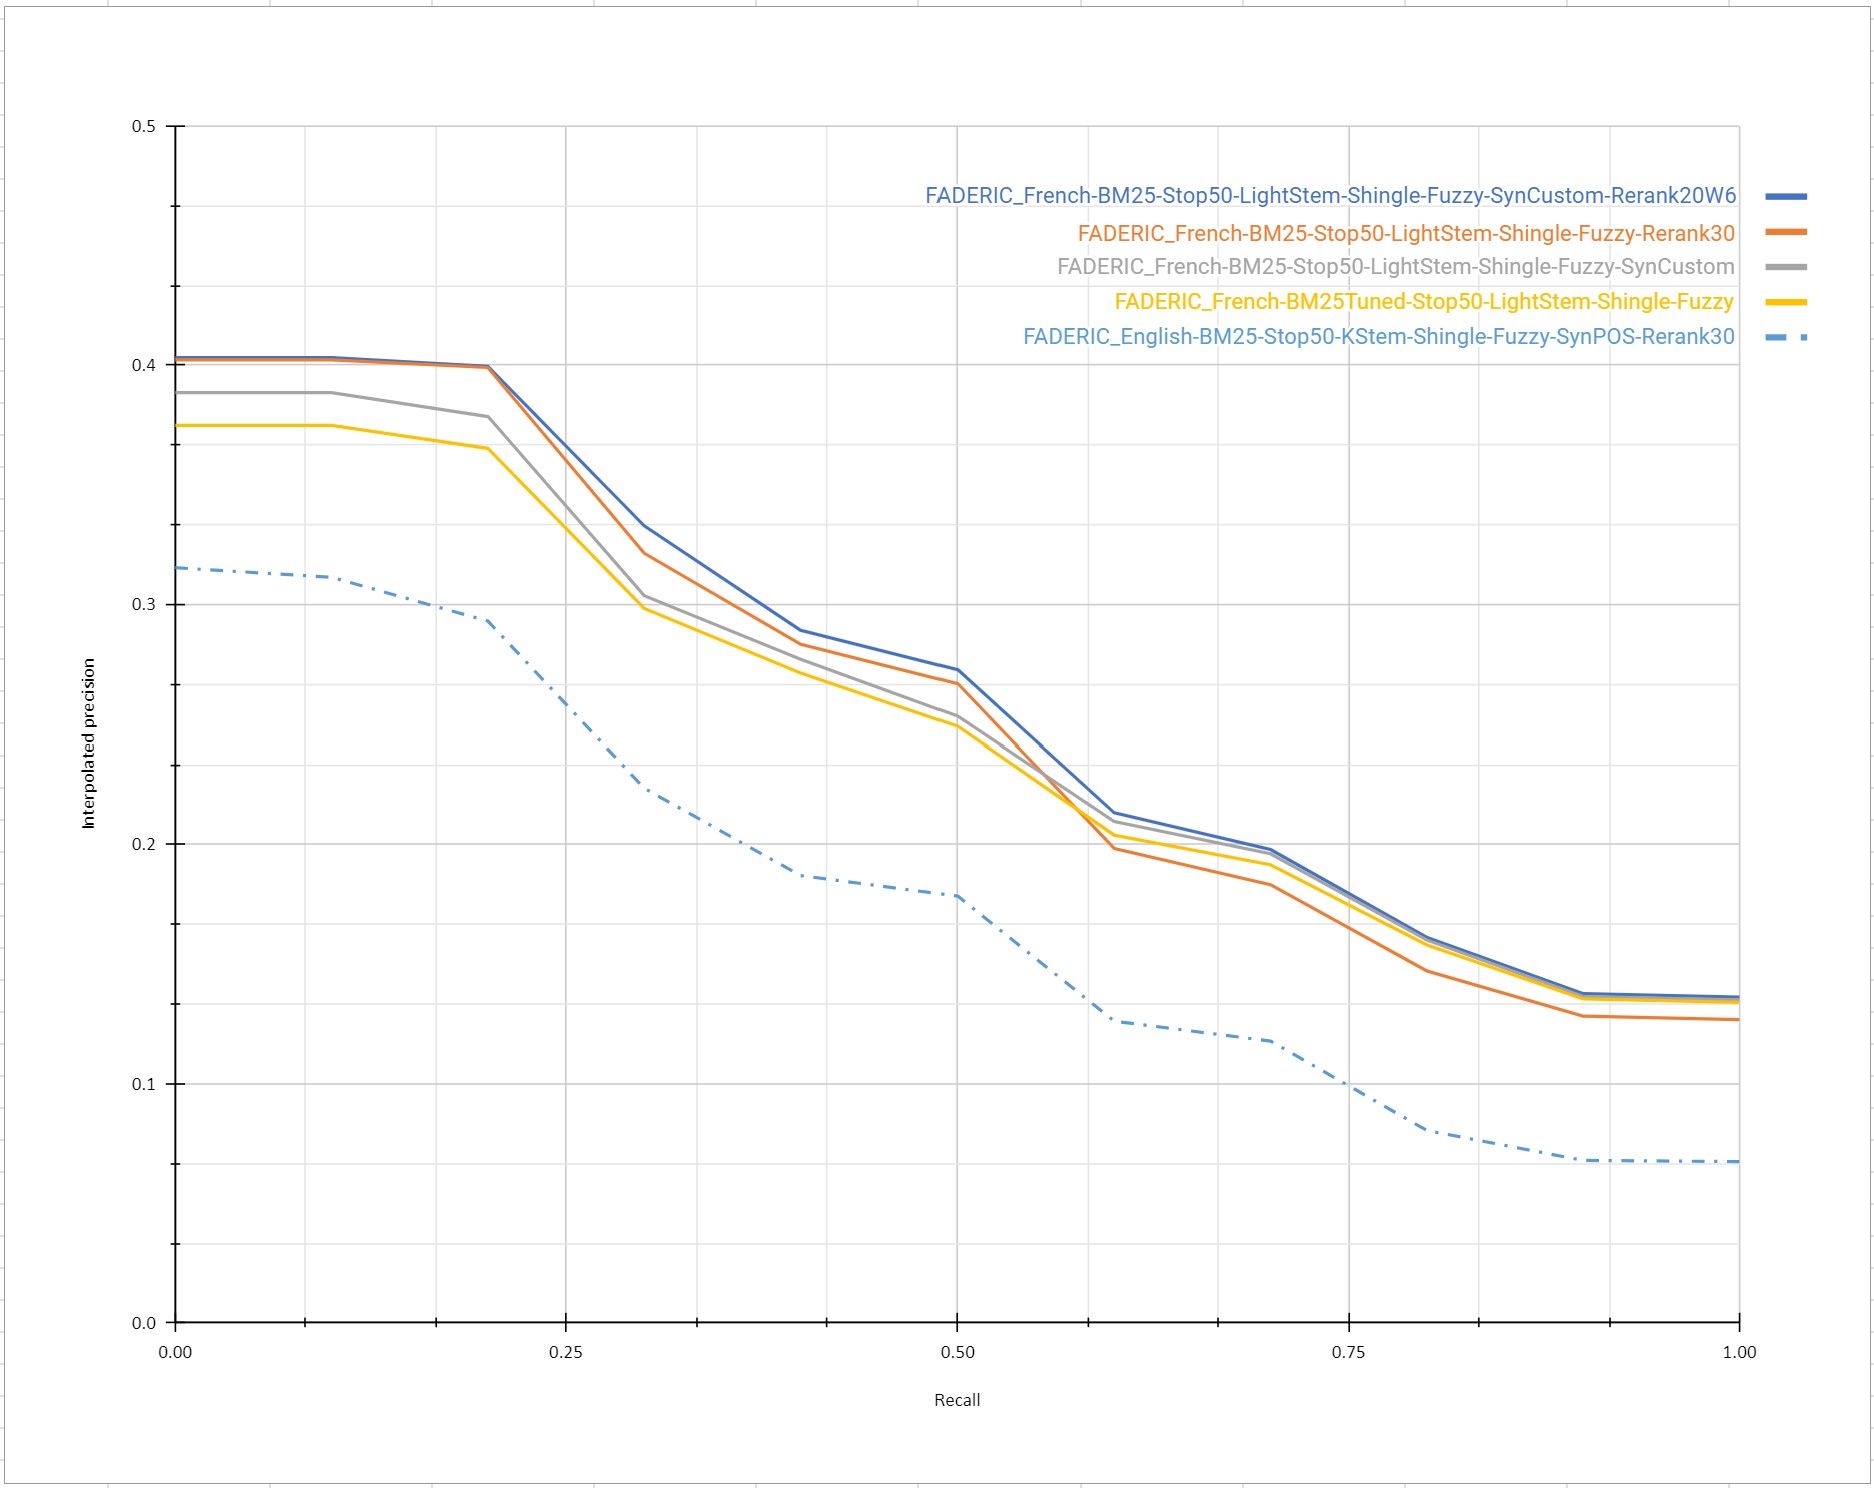 0.5
FADERIC_French-BM25-Stop50-LightStem-Shingle-Fuzzy-SynCustom-Rerank20W6
FADERIC_French-BM25-Stop50-LightStem-Shingle-Fuzzy-Rerank30
FADERIC_French-BM25-Stop50-LightStem-Shingle-Fuzzy-SynCustom
FADERIC_French-BM25Tuned-Stop50-LightStem-Shingle-Fuzzy
FADERIC_English-BM25-Stop50-KStem-Shingle-Fuzzy-SynPOS-Rerank30
0.4
0.3
Interpolated precision
0.2
0.1
0.0
0.00 0.25 0.50 0.75 1.00
Recall